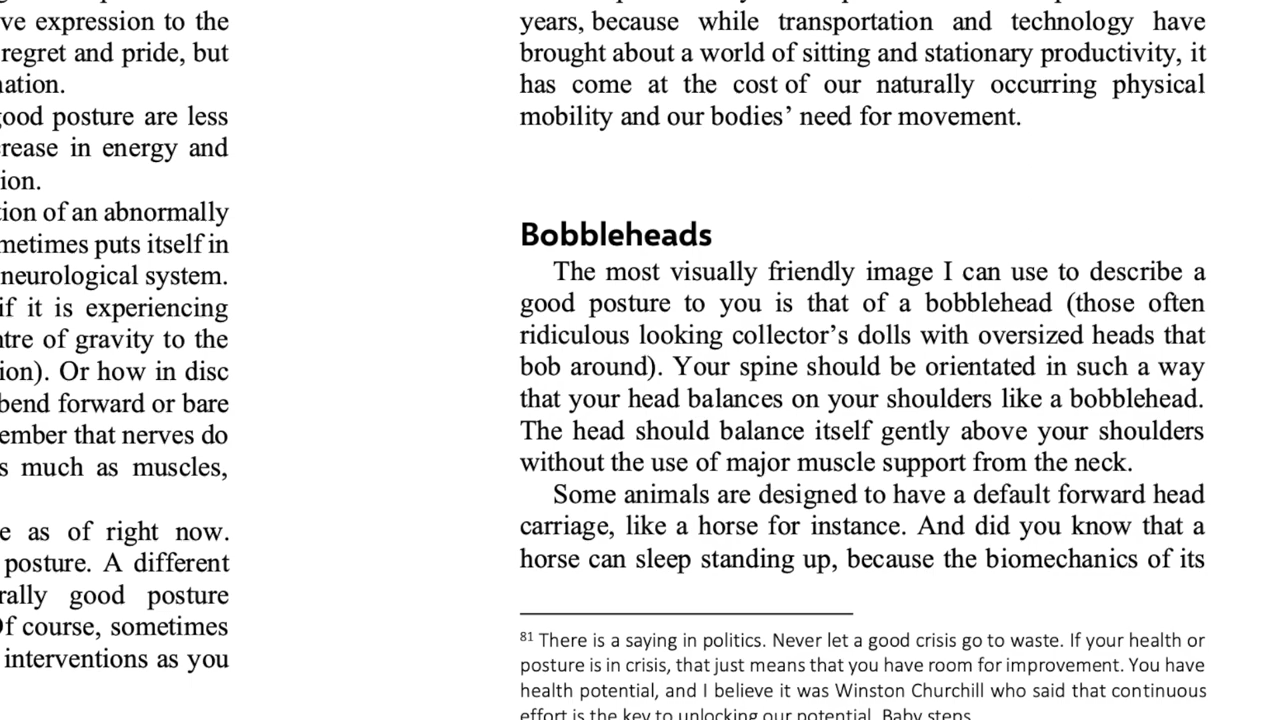 ve expression to the
regret and pride, but
nation.
good posture are less
crease in energy and
ion.
tion of an abnormally
metimes puts itself in
neurological system.
if it is experiencing
ntre of gravity to the
ion). Or how in disc
bend forward or bare
ember that nerves do
s much as muscles,
e as of right now.
posture. A different
rally good posture
Of course, sometimes
interventions as you
years, because while transportation and technology have
brought about a world of sitting and stationary productivity, it
has come at the cost of our naturally occurring physical
mobility and our bodies’ need for movement.
Bobbleheads
The most visually friendly image I can use to describe a
good posture to you is that of a bobblehead (those often
ridiculous looking collector’s dolls with oversized heads that
bob around). Your spine should be orientated in such a way
that your head balances on your shoulders like a bobblehead.
The head should balance itself gently above your shoulders
without the use of major muscle support from the neck.
Some animals are designed to have a default forward head
carriage, like a horse for instance. And did you know that a
horse can sleep standing up, because the biomechanics of its
81 There is a saying in politics. Never let a good crisis go to waste. If your health or
posture is in crisis, that just means that you have room for improvement. You have
health potential, and I believe it was Winston Churchill who said that continuous
effort is the key to unlocking our potential. Baby steps.